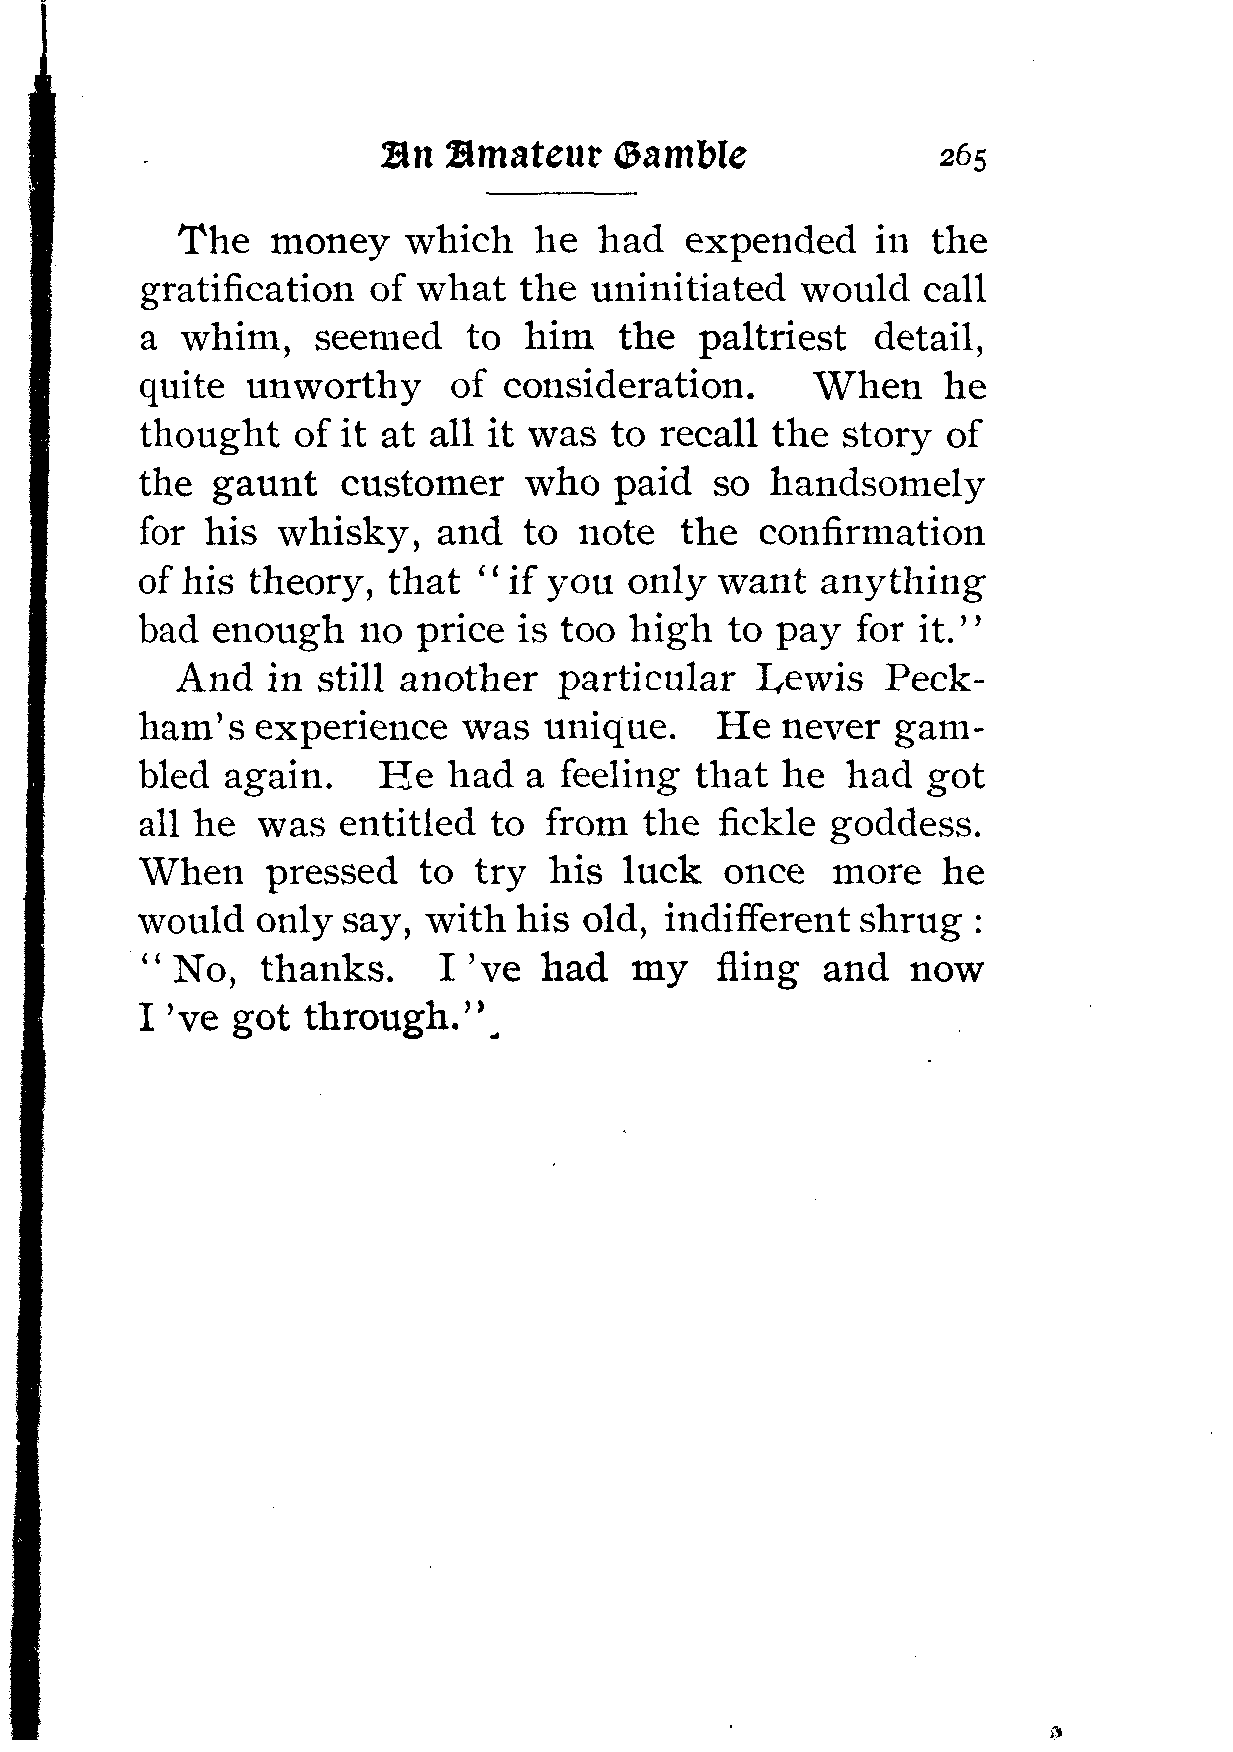 An Amateur Gamble 265
The money which he had expended in the
gratification of what the uninitiated would call
a whim, seemed to him the paltriest detail,
quite unworthy of consideration. When he
thought of it at all it was to recall the story of
the gaunt customer who paid so handsomely
for his whisky, and to note the confirmation
of his theory, that “if you only want anything
bad enough no price is too high to pay for it.”
And in still another particular Lewis Peck-
ham's experience was unique. He never gam-
bled again. He had a feeling that he had got
all he was entitled to from the fickle goddess.
When pressed to try his luck once more he
would only say, with his old, indifferent shrug :
“No, thanks. I 've had my fling and now
I 've got through.”